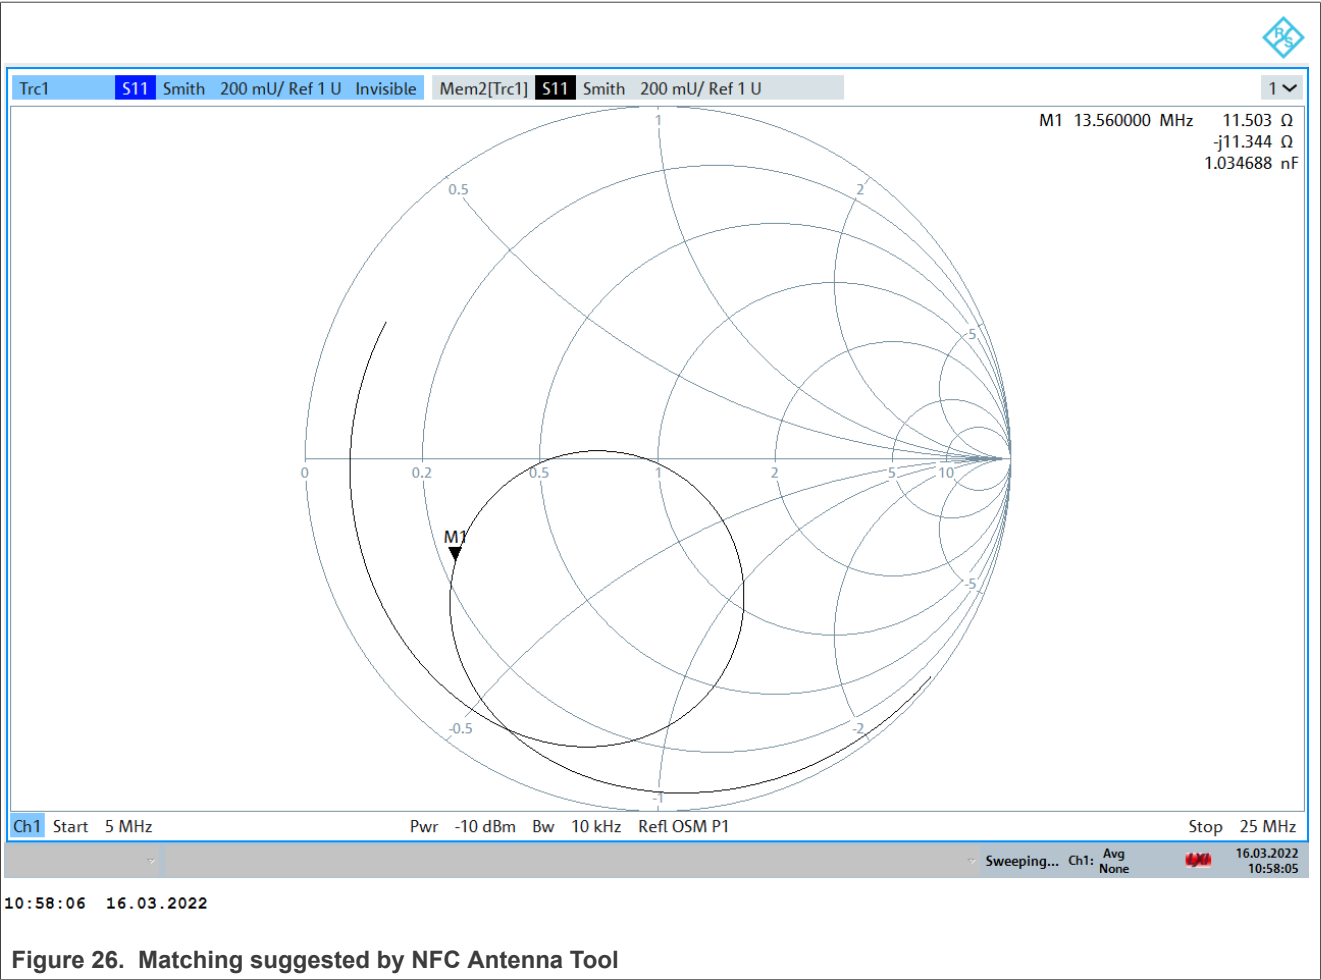 R&S
Trc1 S11 Smith 200 mU/ Ref 1 U Invisible Mem2[Trc1] S11 Smith 200 mU/ Ref 1 U 1
M1 13.560000 MHz 11.503 Ω
-j11.344 Ω
1.034688 nF
1
0.5 2
5
0 0.2 0.5 1 2 5 10
M1
-5
-0.5 -2
-1
Ch1 Start 5 MHz Pwr -10 dBm Bw 10 kHz Refl OSM P1 Stop 25 MHz
Sweeping... Ch1: Avg None LXI 16.03.2022 10:58:05
10:58:06 16.03.2022
Figure 26. Matching suggested by NFC Antenna Tool